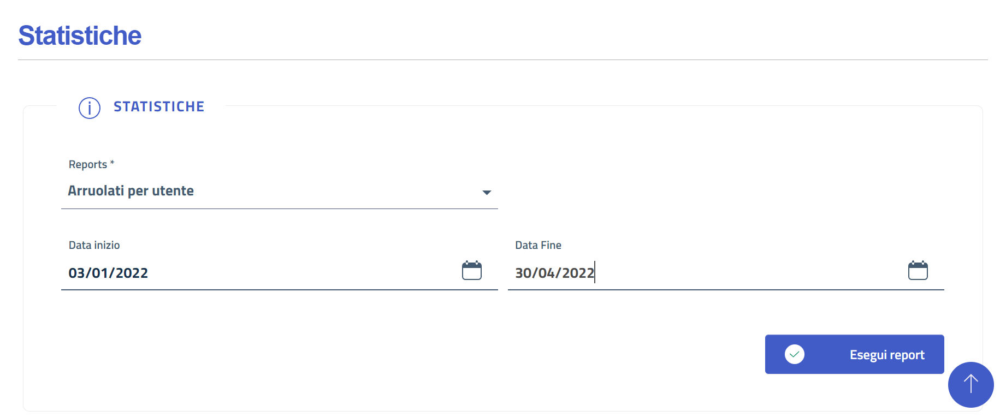 Statistiche
STATISTICHE
Reports *
Arruolati per utente
Data inizio
Data Fine
03/01/2022
30/04/2022
Esegui report